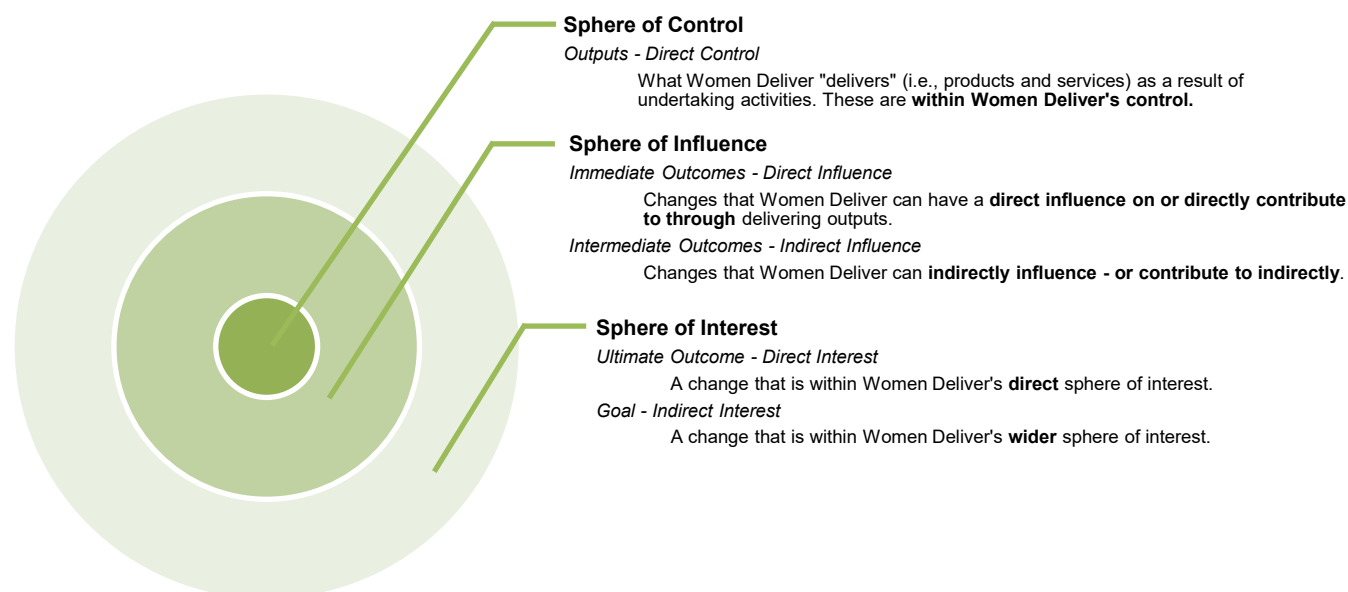 Sphere of Control
Outputs - Direct Control
What Women Deliver "delivers" (i.e., products and services) as a result of
undertaking activities. These are within Women Deliver's control.
Sphere of Influence
Immediate Outcomes - Direct Influence
Changes that Women Deliver can have a direct influence on or directly contribute
to through delivering outputs.
Intermediate Outcomes - Indirect Influence
Changes that Women Deliver can indirectly influence - or contribute to indirectly.
Sphere of Interest
Ultimate Outcome - Direct Interest
A change that is within Women Deliver's direct sphere of interest.
Goal - Indirect Interest
A change that is within Women Deliver's wider sphere of interest.